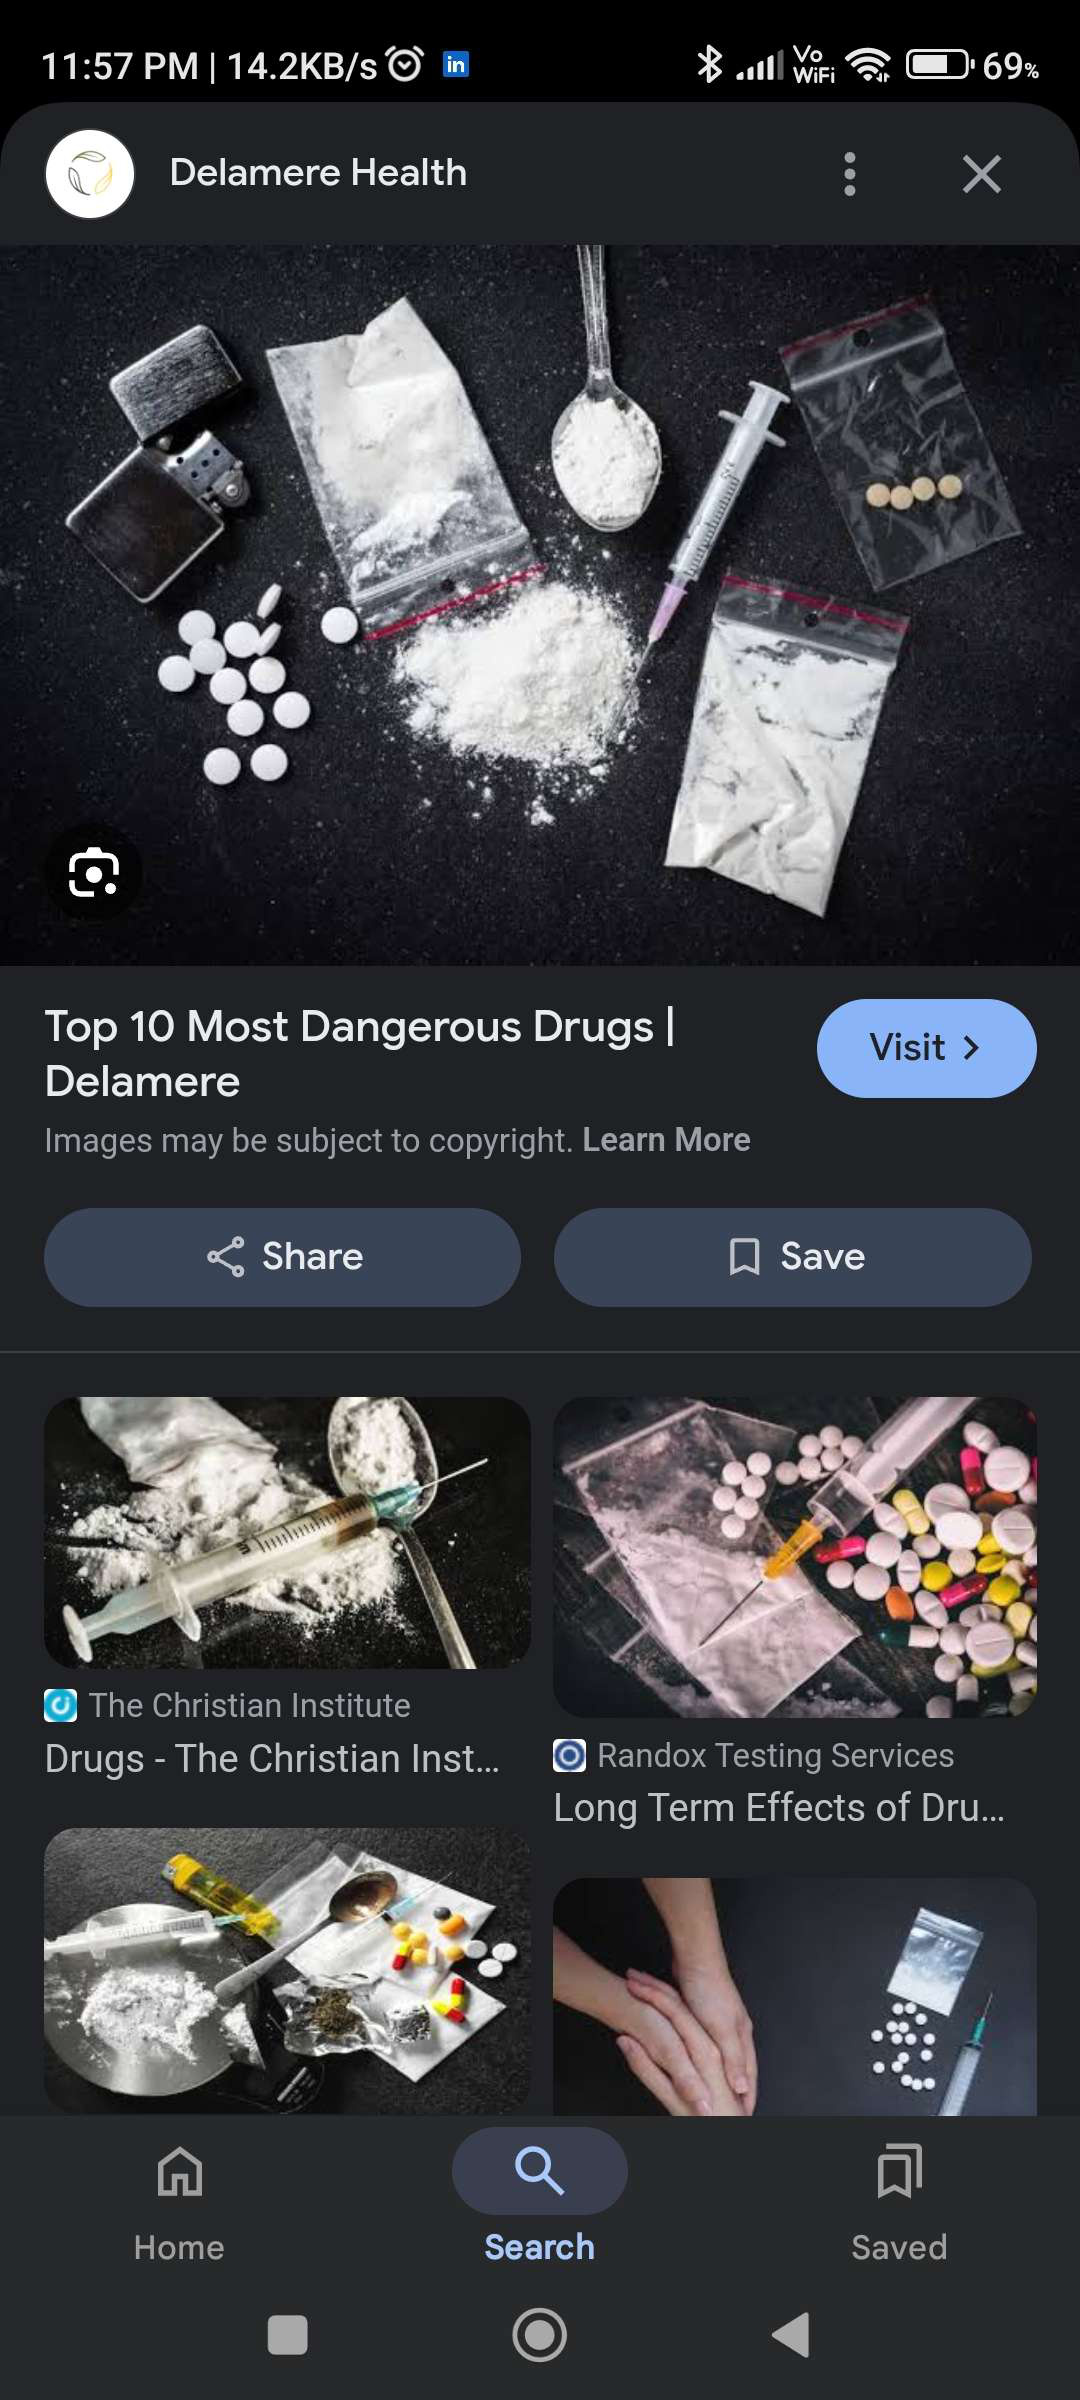 11:57 PM | 14.2KB/s in Vo WiFi 69%
Delamere Health
Top 10 Most Dangerous Drugs |
Delamere
Visit >
Images may be subject to copyright. Learn More
Share
Save
The Christian Institute
Drugs - The Christian Inst...
Randox Testing Services
Long Term Effects of Dru...
Home
Search
Saved